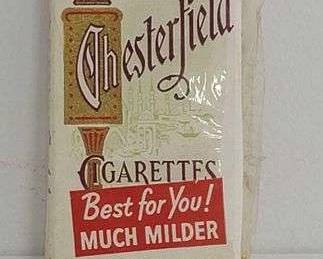 Chesterfield
CIGARETTES
Best for You!
MUCH MILDER